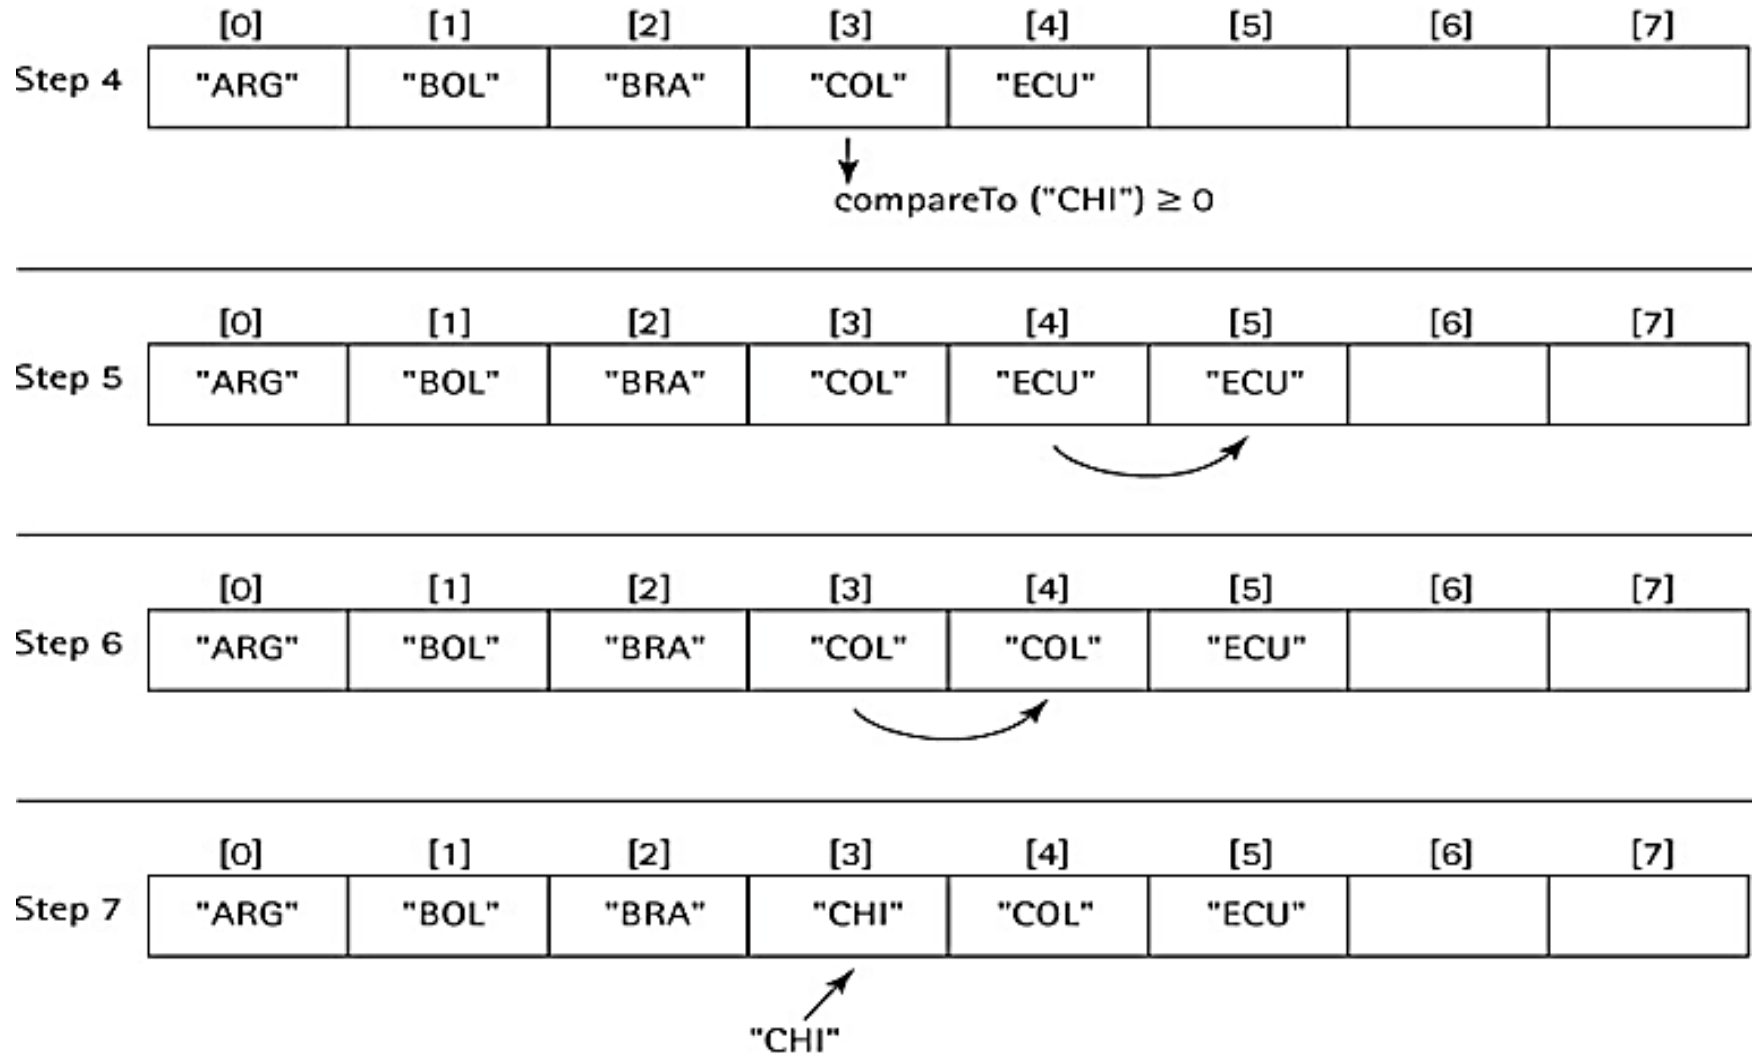 [0] [1] [2] [3] [4] [5] [6] [7]
Step 4 "ARG" "BOL" "BRA" "COL" "ECU"
compareTo ("CHI") ≥ 0
[0] [1] [2] [3] [4] [5] [6] [7]
Step 5 "ARG" "BOL" "BRA" "COL" "ECU" "ECU"
[0] [1] [2] [3] [4] [5] [6] [7]
Step 6 "ARG" "BOL" "BRA" "COL" "COL" "ECU"
[0] [1] [2] [3] [4] [5] [6] [7]
Step 7 "ARG" "BOL" "BRA" "CHI" "COL" "ECU"
"CHI"